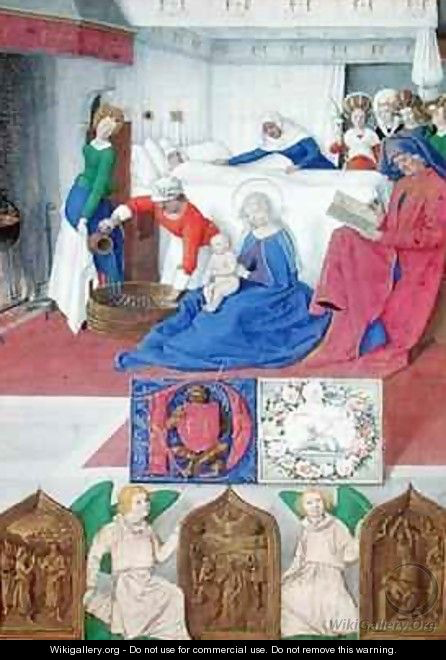 D
WikiGallery.Org
Wikigallery.org - Do not use for commercial use. Do not remove this warning.